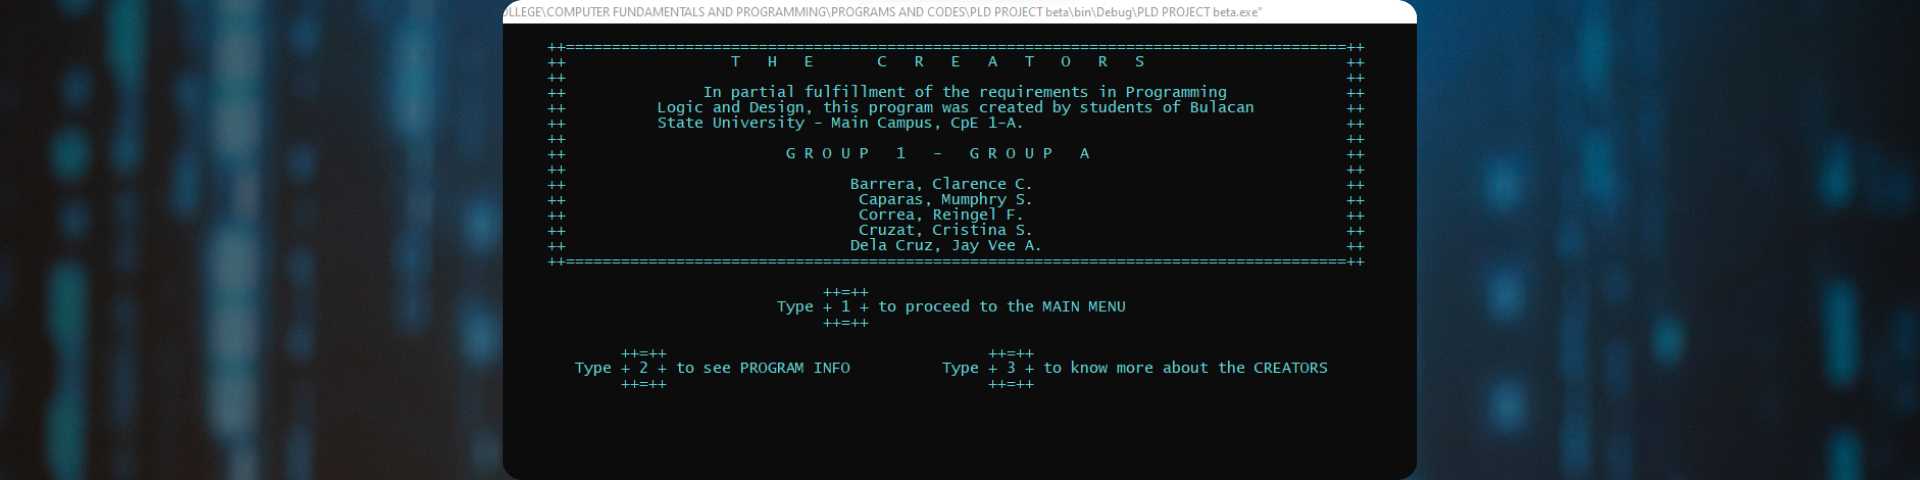 OLLEGE\COMPUTER FUNDAMENTALS AND PROGRAMMING\PROGRAMS AND CODES\PLD PROJECT beta\bin\Debug\PLD PROJECT beta.exe"
++=====================================================================================++
++ T H E C R E A T O R S ++
++ ++
++ In partial fulfillment of the requirements in Programming ++
++ Logic and Design, this program was created by students of Bulacan ++
++ State University - Main Campus, CpE 1-A. ++
++ ++
++ G R O U P 1 - G R O U P A ++
++ ++
++ Barrera, Clarence C. ++
++ Caparas, Mumphry S. ++
++ Correa, Reingel F. ++
++ Cruzat, Cristina S. ++
++ Dela Cruz, Jay Vee A. ++
++=====================================================================================++
++=++
Type + 1 + to proceed to the MAIN MENU
++=++
++=++ ++=++
Type + 2 + to see PROGRAM INFO Type + 3 + to know more about the CREATORS
++=++ ++=++